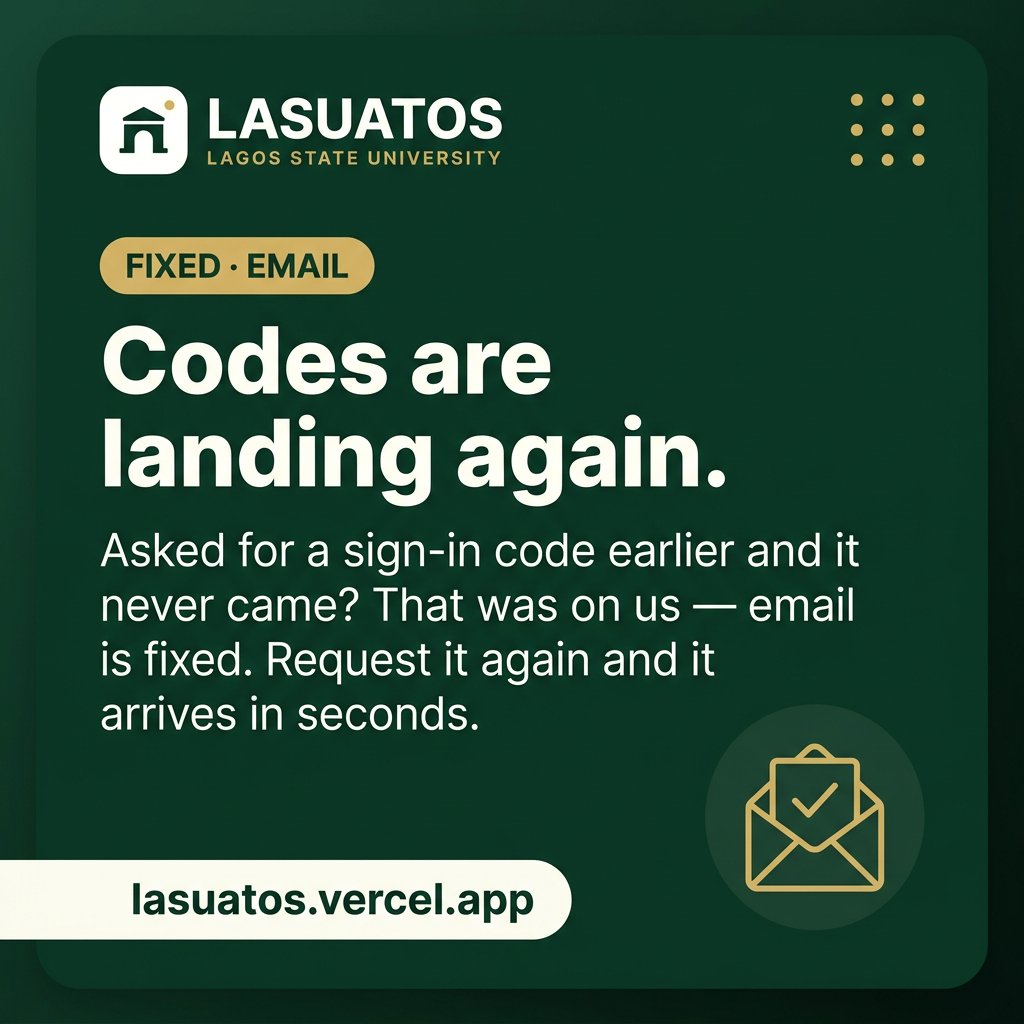 LASUATOS
LAGOS STATE UNIVERSITY
FIXED · EMAIL
Codes are
landing again.
Asked for a sign-in code earlier and it
never came? That was on us — email
is fixed. Request it again and it
arrives in seconds.
lasuatos.vercel.app